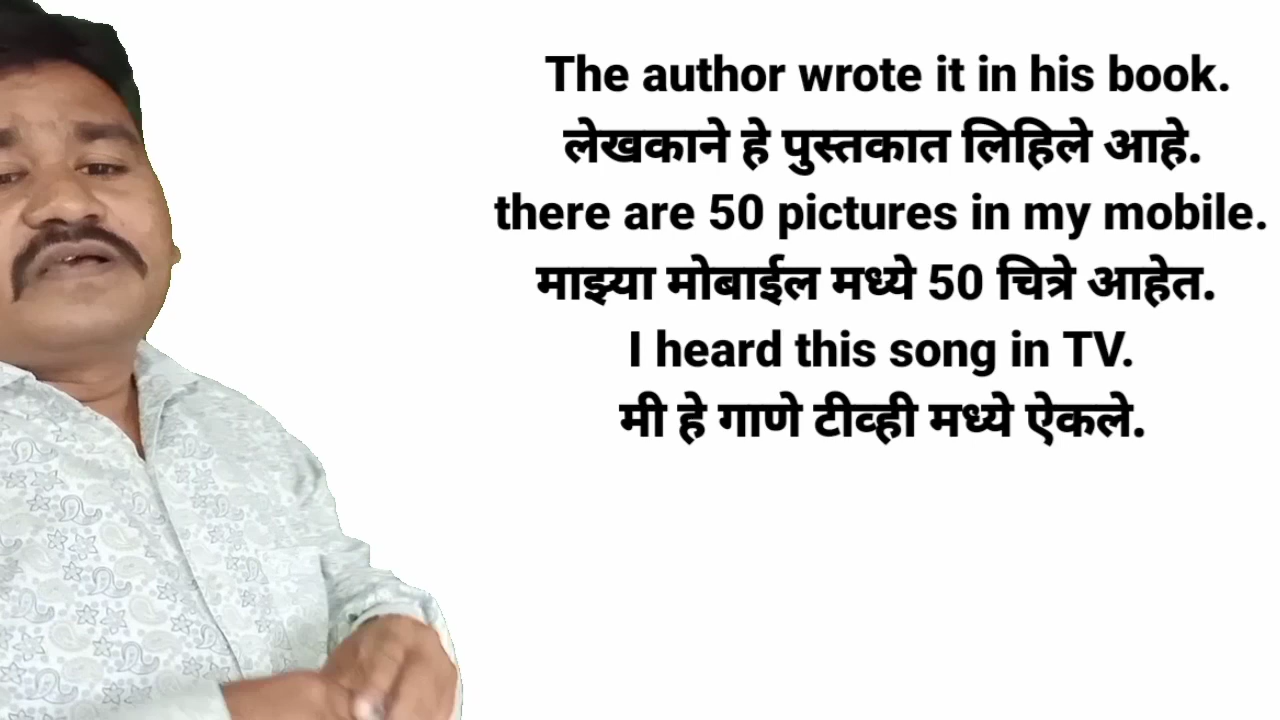 The author wrote it in his book.
लेखकाने हे पुस्तकात लिहिले आहे.
there are 50 pictures in my mobile.
माझ्या मोबाईल मध्ये 50 चित्रे आहेत.
I heard this song in TV.
मी हे गाणे टीव्ही मध्ये ऐकले.